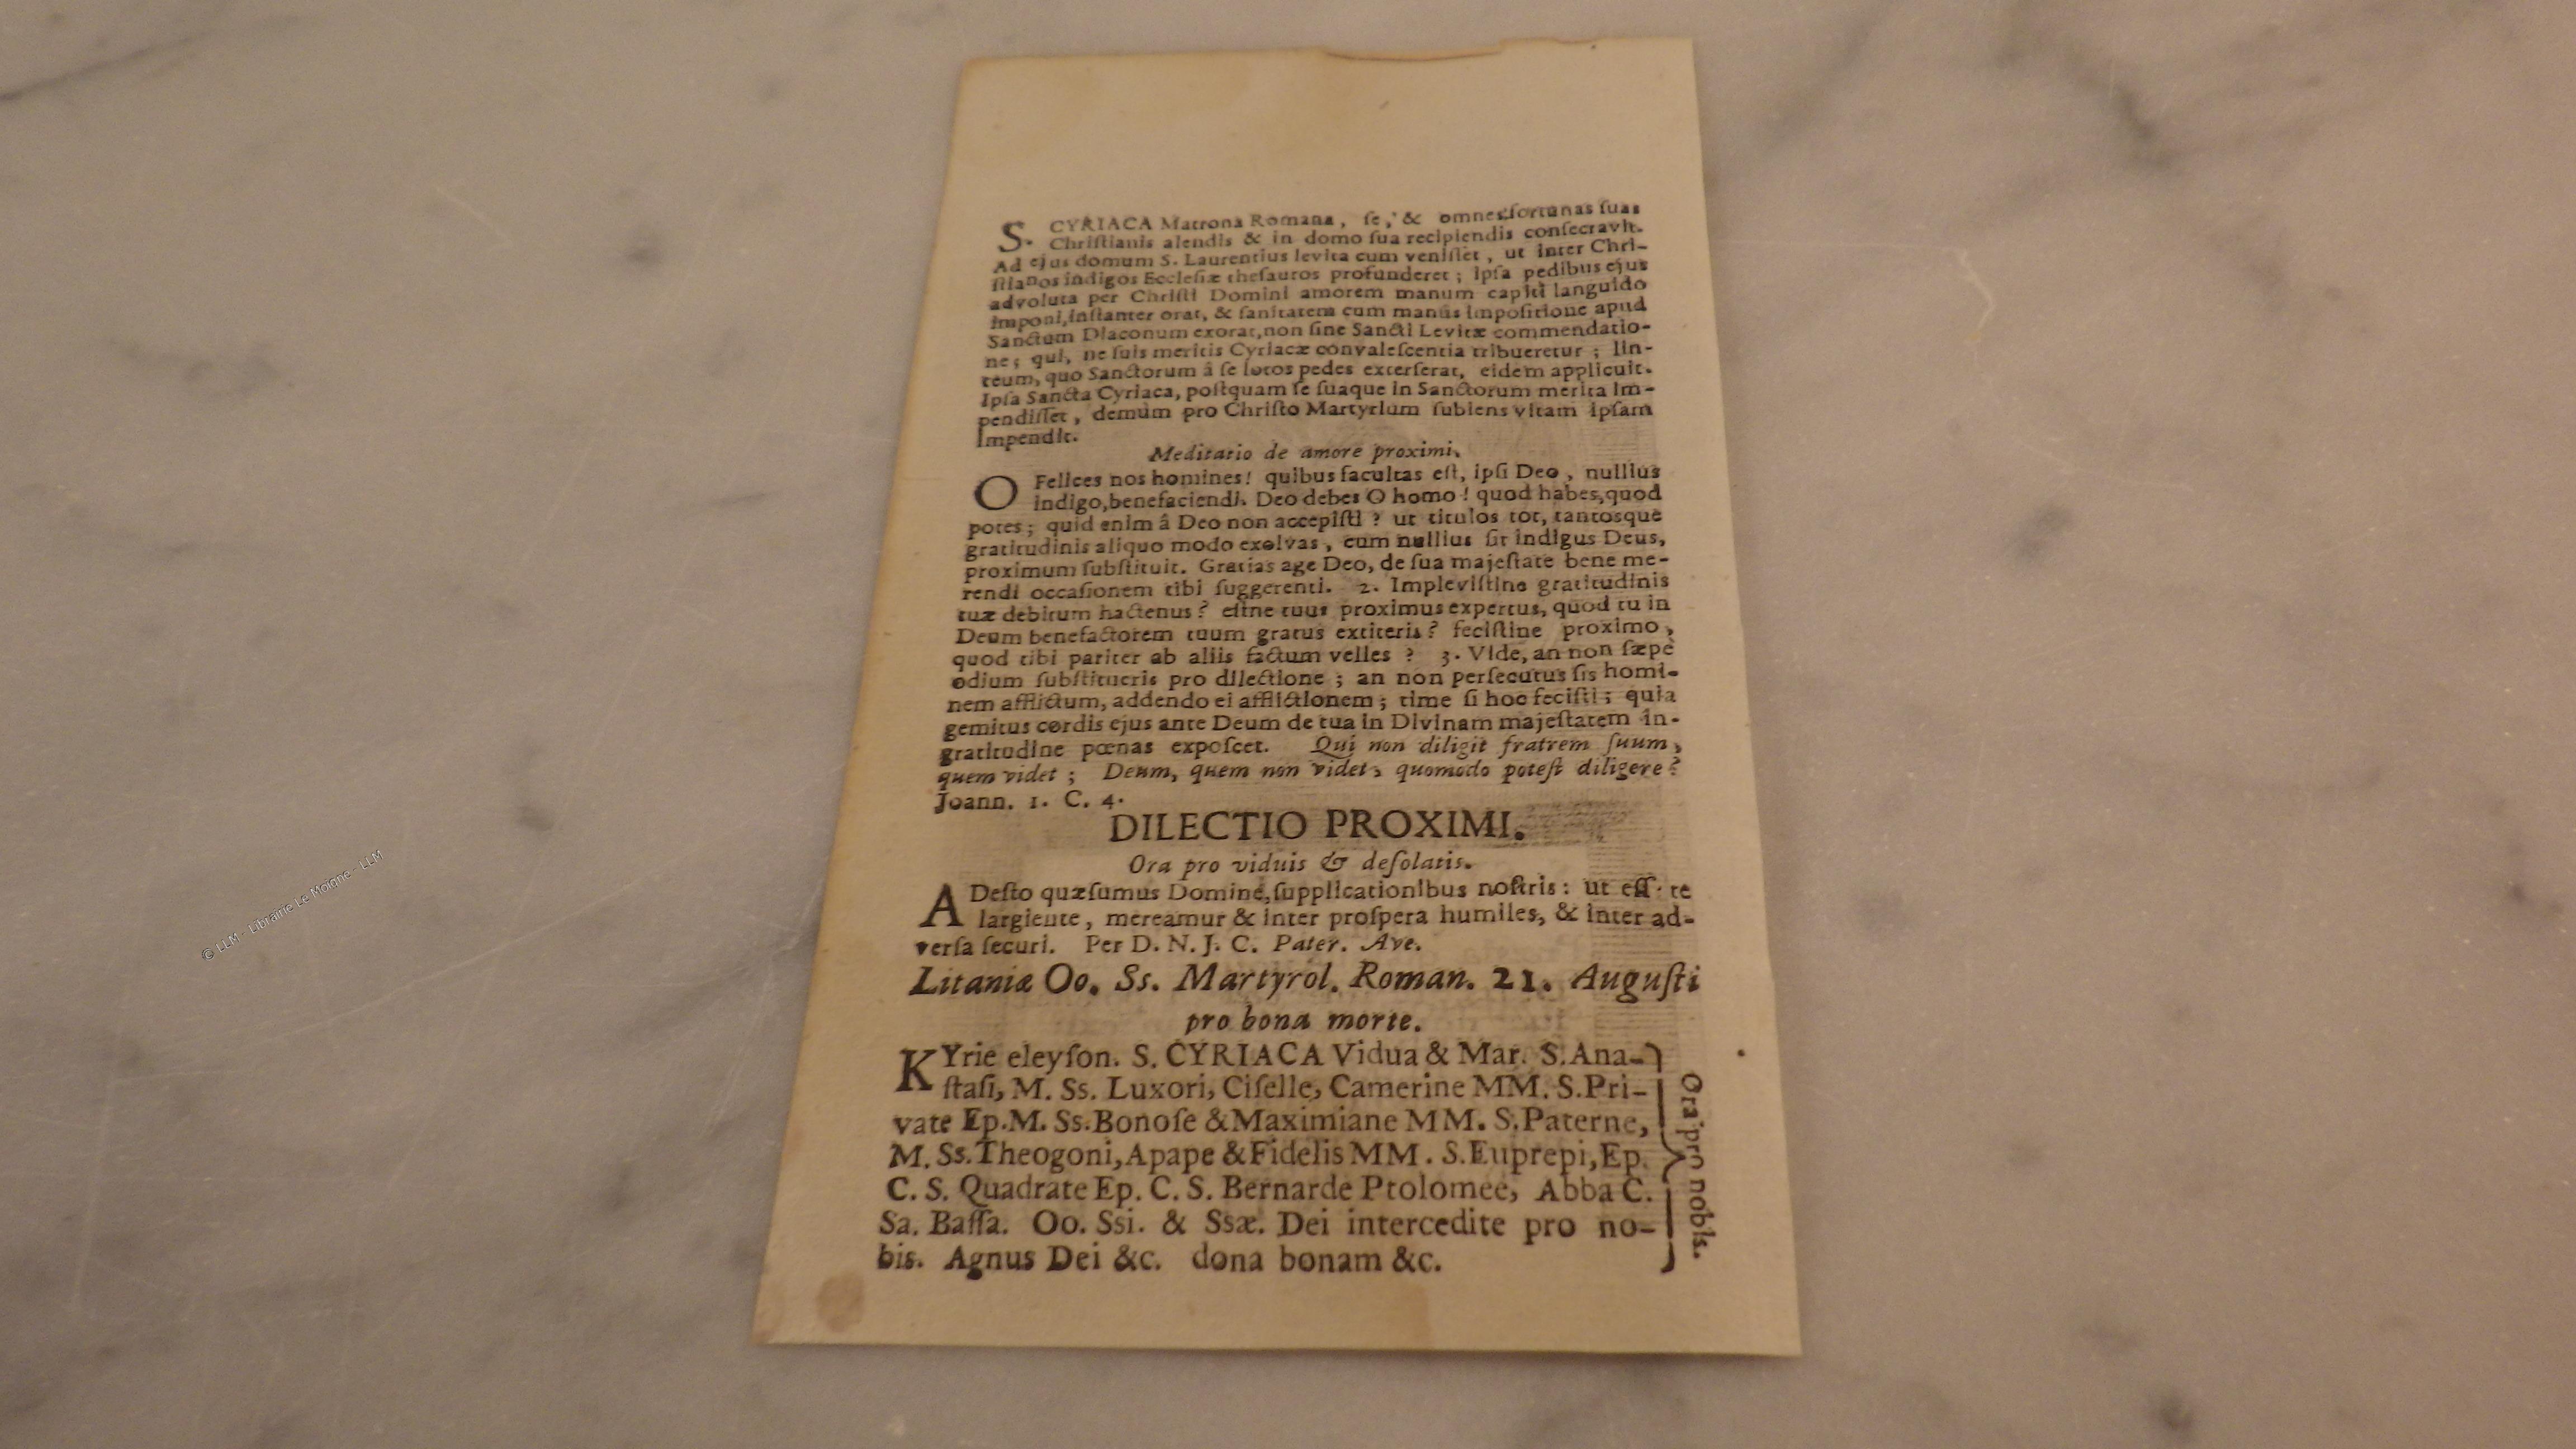 S. CYRIACA Matrona Romana, ſe, & omnes fortunas ſuas
Chriſtianis alendis & in domo ſua recipiendis conſecravit.
Ad ejus domum S. Laurentius levita cum veniſſet, ut inter Chri-
ſtianos indigos Eccleſiæ theſauros profunderet; ipſa pedibus ejus
advoluta per Chriſti Domini amorem manum capiti languido
imponi, inſtanter orat, & ſanitatem cum manûs impoſitione apud
Sanctum Diaconum exorat, non ſine Sancti Levitæ commendatio-
ne; qui, ne ſuis meritis Cyriacæ convaleſcentia tribueretur; lin-
teum, quo Sanctorum â ſe lotos pedes exterſerat, eidem applicuit.
Ipſa Sancta Cyriaca, poſtquam ſe ſuaque in Sanctorum merita im-
pendiſſet, demum pro Chriſto Martyrium ſubiens vitam ipſam
impendit.
Meditatio de amore proximi.
O Felices nos homines! quibus facultas eſt, ipſi Deo, nullius
indigo, benefaciendi. Deo debes O homo! quod habes, quod
potes; quid enim â Deo non accepiſti? ut titulos tot, tantosque
gratitudinis aliquo modo exolvas, cum nullius ſit indigus Deus,
proximum ſubſtituit. Gratias age Deo, de ſua majeſtate bene me-
rendi occaſionem tibi ſuggerenti. 2. Impleviſtine gratitudinis
tuæ debitum hactenus? eſtne tuus proximus expertus, quod tu in
Deum benefactorem tuum gratus extiteris? feciſtine proximo,
quod tibi pariter ab aliis factum velles? 3. Vide, an non ſæpe
odium ſubſtitueris pro dilectione; an non perſecutus ſis homi-
nem afflictum, addendo ei afflictionem; time ſi hoc feciſti; quia
gemitus cordis ejus ante Deum de tua in Divinam majeſtatem in-
gratitudine pœnas expoſcet. Qui non diligit fratrem ſuum,
quem videt; Deum, quem non videt, quomodo poteſt diligere?
Joann. 1. C. 4.
DILECTIO PROXIMI.
Ora pro viduis & deſolatis.
ADeſto quæſumus Domine, ſupplicationibus noſtris: ut eſſ. te
largiente, mereamur & inter proſpera humiles, & inter ad-
verſa ſecuri. Per D. N. J. C. Pater. Ave.
Litaniæ Oo. Ss. Martyrol. Roman. 21. Auguſti
pro bona morte.
KYrie eleyſon. S. CYRIACA Vidua & Mar. S. Ana-
ſtaſi, M. Ss. Luxori, Ciſelle, Camerine MM. S. Pri-
vate Ep. M. Ss. Bonoſe & Maximiane MM. S. Paterne,
M. Ss. Theogoni, Apape & Fidelis MM. S. Euprepi, Ep.
C. S. Quadrate Ep. C. S. Bernarde Ptolomee, Abba C.
Sa. Baſſa. Oo. Ssi. & Ssæ. Dei intercedite pro no-
bis. Agnus Dei &c. dona bonam &c.
Ora pro nobis.
© LLM - Librairie Le Moigne - LLM